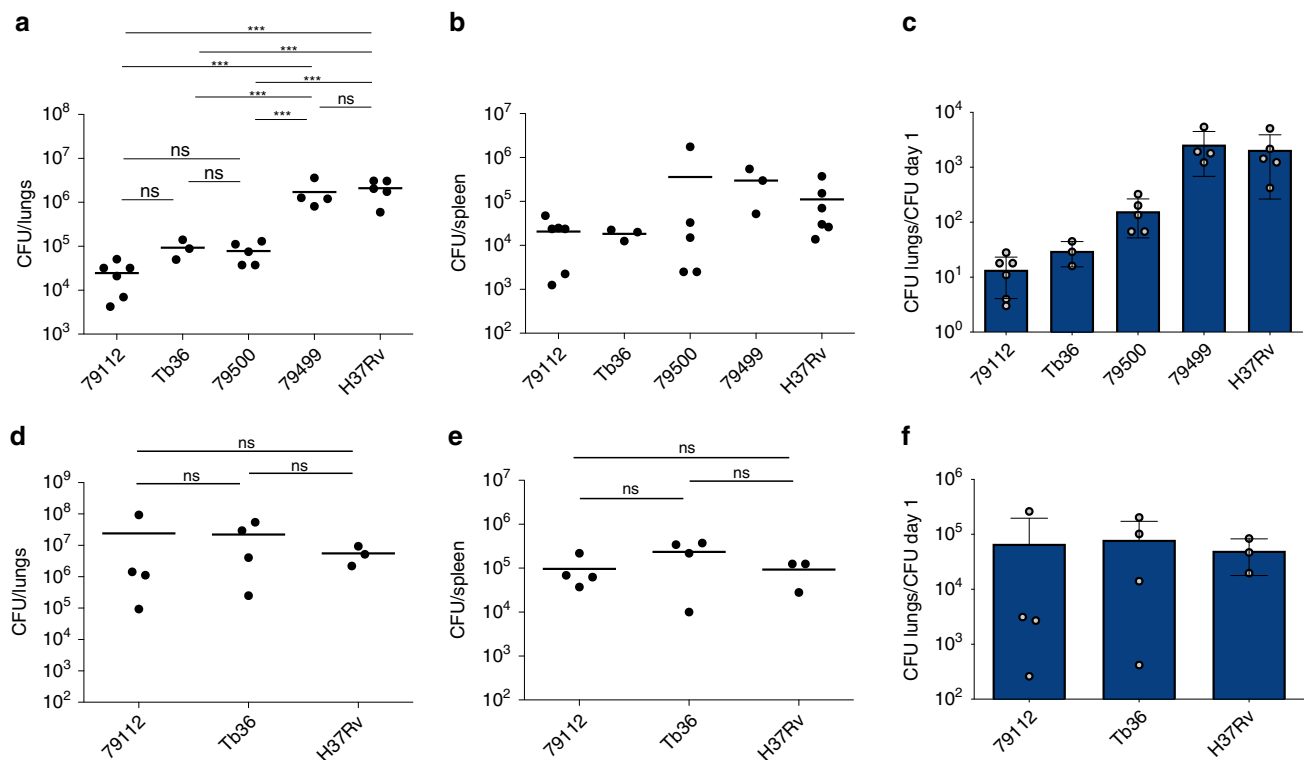 a
***
***
***
***
***
ns
***
ns
ns
ns
CFU/lungs
10⁸
10⁷
10⁶
10⁵
10⁴
10³
79112
Tb36
79500
79499
H37Rv
b
CFU/spleen
10⁷
10⁶
10⁵
10⁴
10³
10²
79112
Tb36
79500
79499
H37Rv
c
CFU lungs/CFU day 1
10⁴
10³
10²
10¹
10⁰
79112
Tb36
79500
79499
H37Rv
d
ns
ns
ns
CFU/lungs
10⁹
10⁸
10⁷
10⁶
10⁵
10⁴
10³
10²
79112
Tb36
H37Rv
e
ns
ns
ns
CFU/spleen
10⁷
10⁶
10⁵
10⁴
10³
10²
79112
Tb36
H37Rv
f
CFU lungs/CFU day 1
10⁶
10⁵
10⁴
10³
10²
79112
Tb36
H37Rv